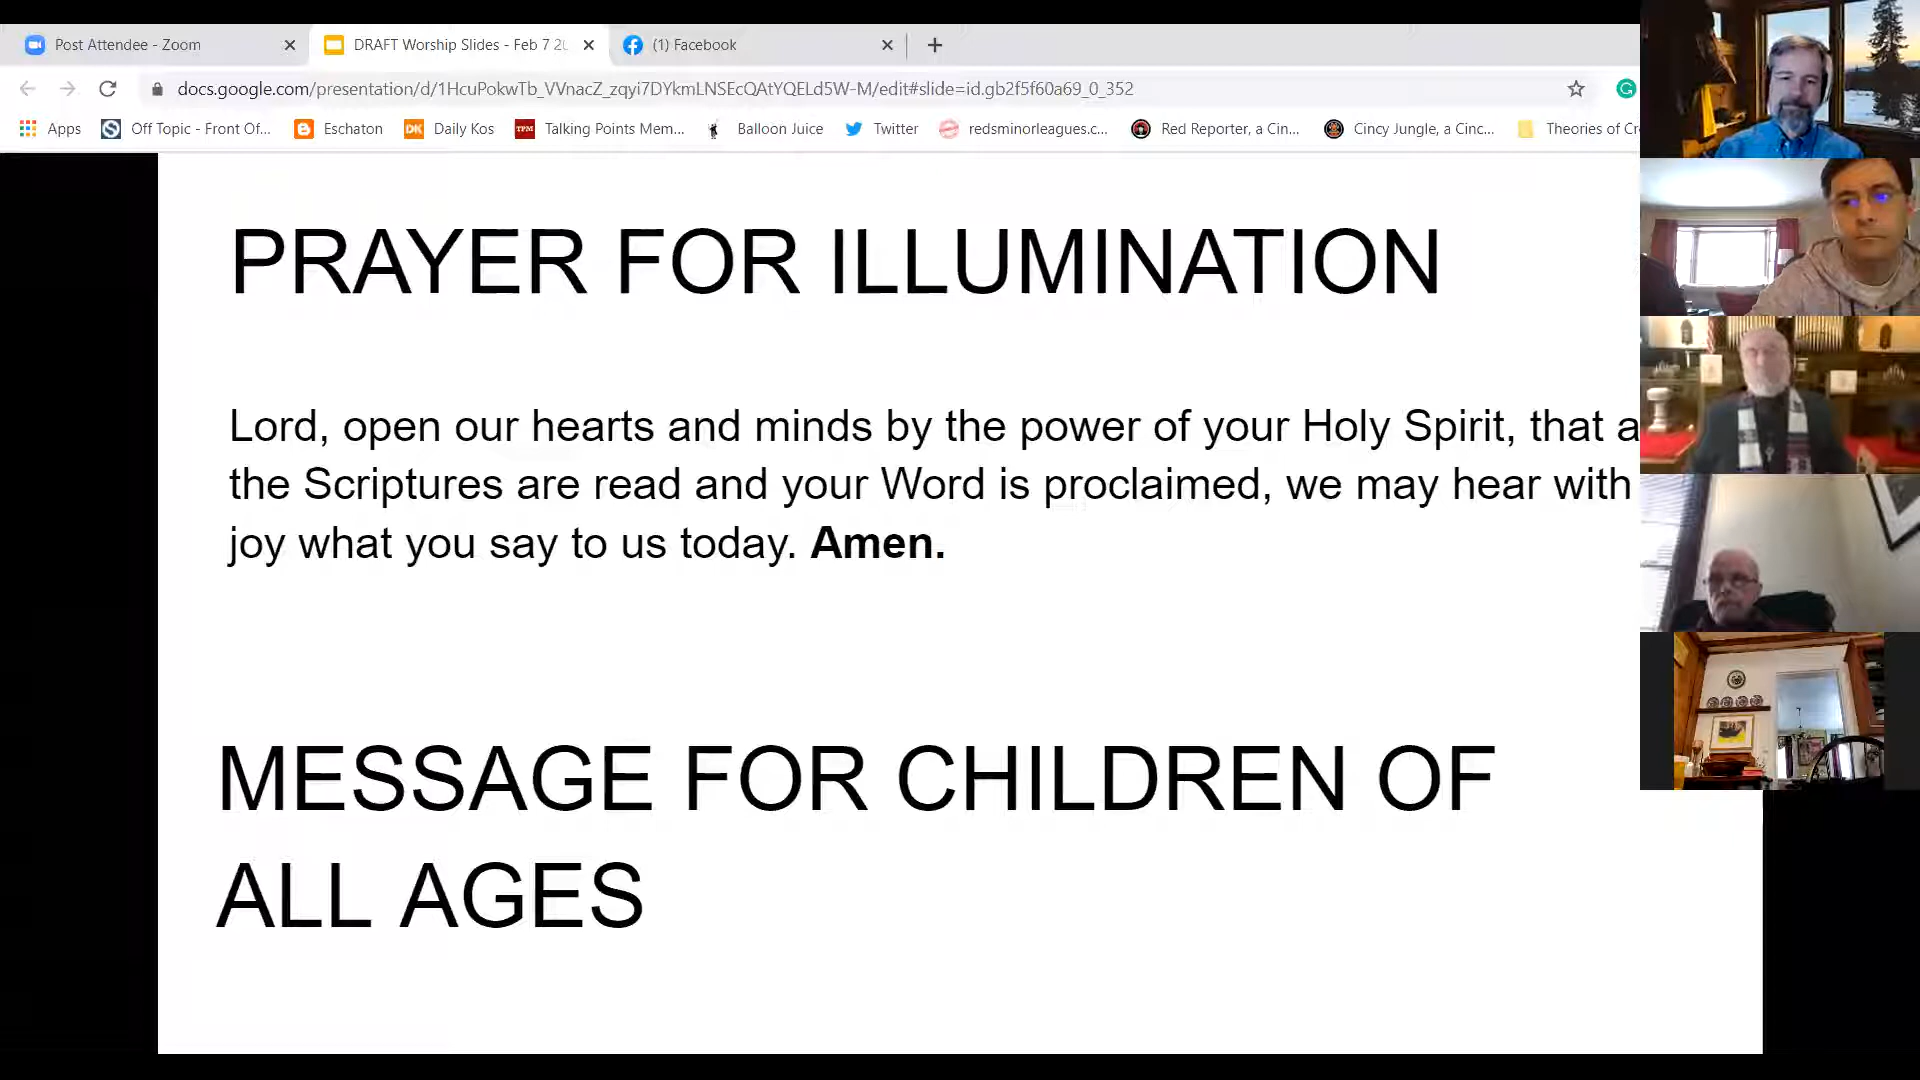 Post Attendee - Zoom
DRAFT Worship Slides - Feb 7 20
(1) Facebook
docs.google.com/presentation/d/1HcuPokwTb_VVnacZ_zqyi7DYkmLNSEcQAtYQELd5W-M/edit#slide=id.gb2f5f60a69_0_352
Apps
Off Topic - Front Of...
Eschaton
DK
Daily Kos
TPM
Talking Points Mem...
Balloon Juice
Twitter
redsminorleagues.c...
Red Reporter, a Cin...
Cincy Jungle, a Cinc...
Theories of Cr
PRAYER FOR ILLUMINATION
Lord, open our hearts and minds by the power of your Holy Spirit, that a
the Scriptures are read and your Word is proclaimed, we may hear with
joy what you say to us today. Amen.
MESSAGE FOR CHILDREN OF
ALL AGES